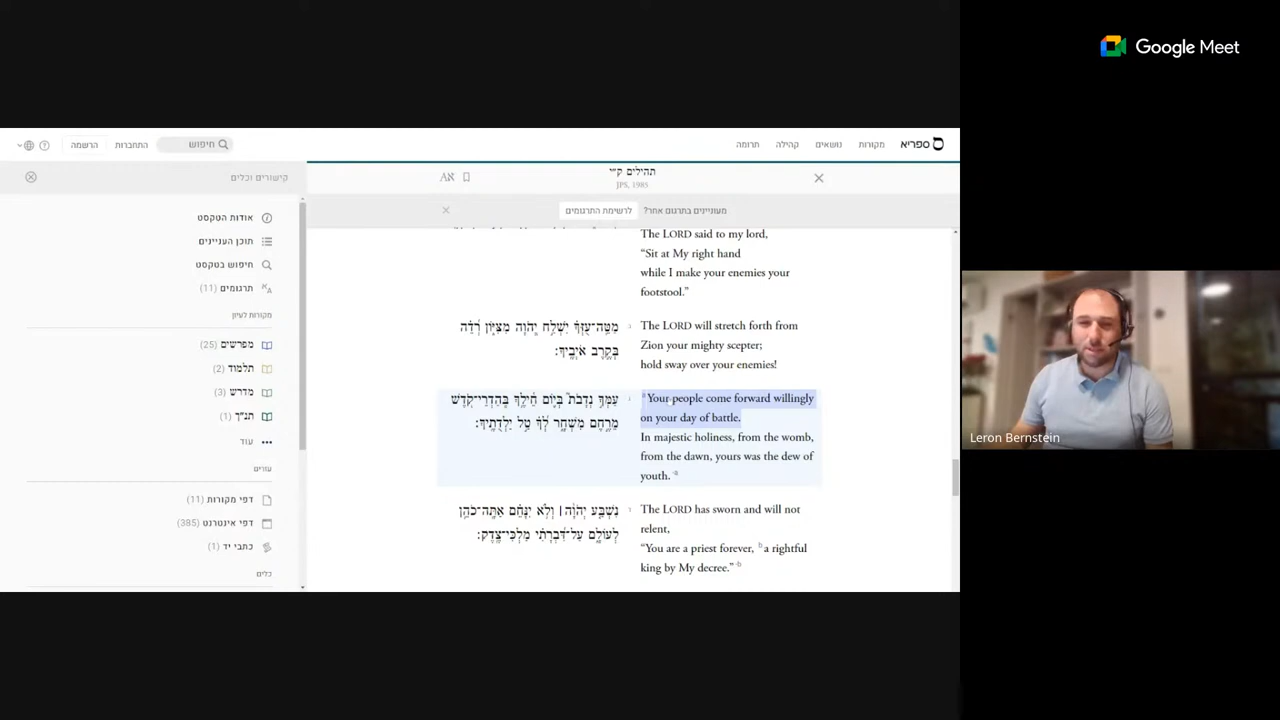 Google Meet
ספריא
מקורות
נושאים
קהילה
תרומה
חיפוש
התחברות
הרשמה
תהילים ק״י
JPS, 1985
אא
קישורים וכלים
מעוניינים בתרגום אחר?
לרשימת התרגומים
אודות הטקסט
תוכן העניינים
חיפוש בטקסט
תרגומים (11)
מקורות לעיון
מפרשים (25)
תלמוד (2)
מדרש (3)
תנ״ך (1)
עוד
עזרים
דפי מקורות (11)
דפי אינטרנט (385)
כתבי יד (1)
כלים
The LORD said to my lord,
“Sit at My right hand
while I make your enemies your
footstool.”
מַטֵּה־עֻזְּךָ֗ יִשְׁלַ֣ח יְ֭הֹוָה מִצִּיּ֑וֹן רְ֝דֵ֗ה
בְּקֶ֣רֶב אֹיְבֶֽיךָ׃
The LORD will stretch forth from
Zion your mighty scepter;
hold sway over your enemies!
עַמְּךָ֣ נְדָבֹת֮ בְּי֢וֹם חֵ֫ילֶ֥ךָ בְּֽהַדְרֵי־קֹ֭דֶשׁ
מֵרֶ֣חֶם מִשְׁחָ֑ר לְ֝ךָ֗ טַ֣ל יַלְדֻתֶֽיךָ׃
a Your people come forward willingly
on your day of battle.
In majestic holiness, from the womb,
from the dawn, yours was the dew of
youth. -a
נִשְׁבַּ֤ע יְהֹוָ֨ה ׀ וְלֹ֥א יִנָּחֵ֗ם אַתָּֽה־כֹהֵ֥ן
לְעוֹלָ֑ם עַל־דִּ֝בְרָתִ֗י מַלְכִּי־צֶֽדֶק׃
The LORD has sworn and will not
relent,
“You are a priest forever, b a rightful
king by My decree.” -b
Leron Bernstein